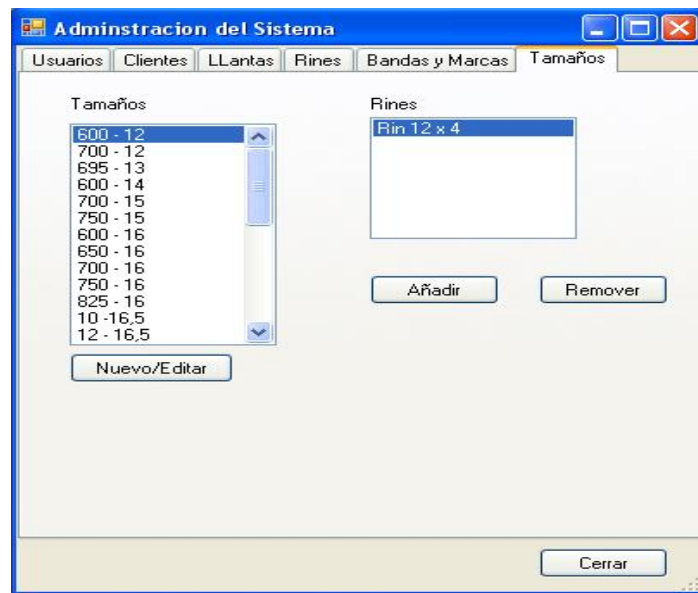 Adminstracion del Sistema
Usuarios Clientes LLantas Rines Bandas y Marcas Tamaños
Tamaños
600 - 12
700 - 12
695 - 13
600 - 14
700 - 15
750 - 15
600 - 16
650 - 16
700 - 16
750 - 16
825 - 16
10 -16,5
12 - 16,5
Nuevo/Editar
Rines
Rin 12 x 4
Añadir Remover
Cerrar